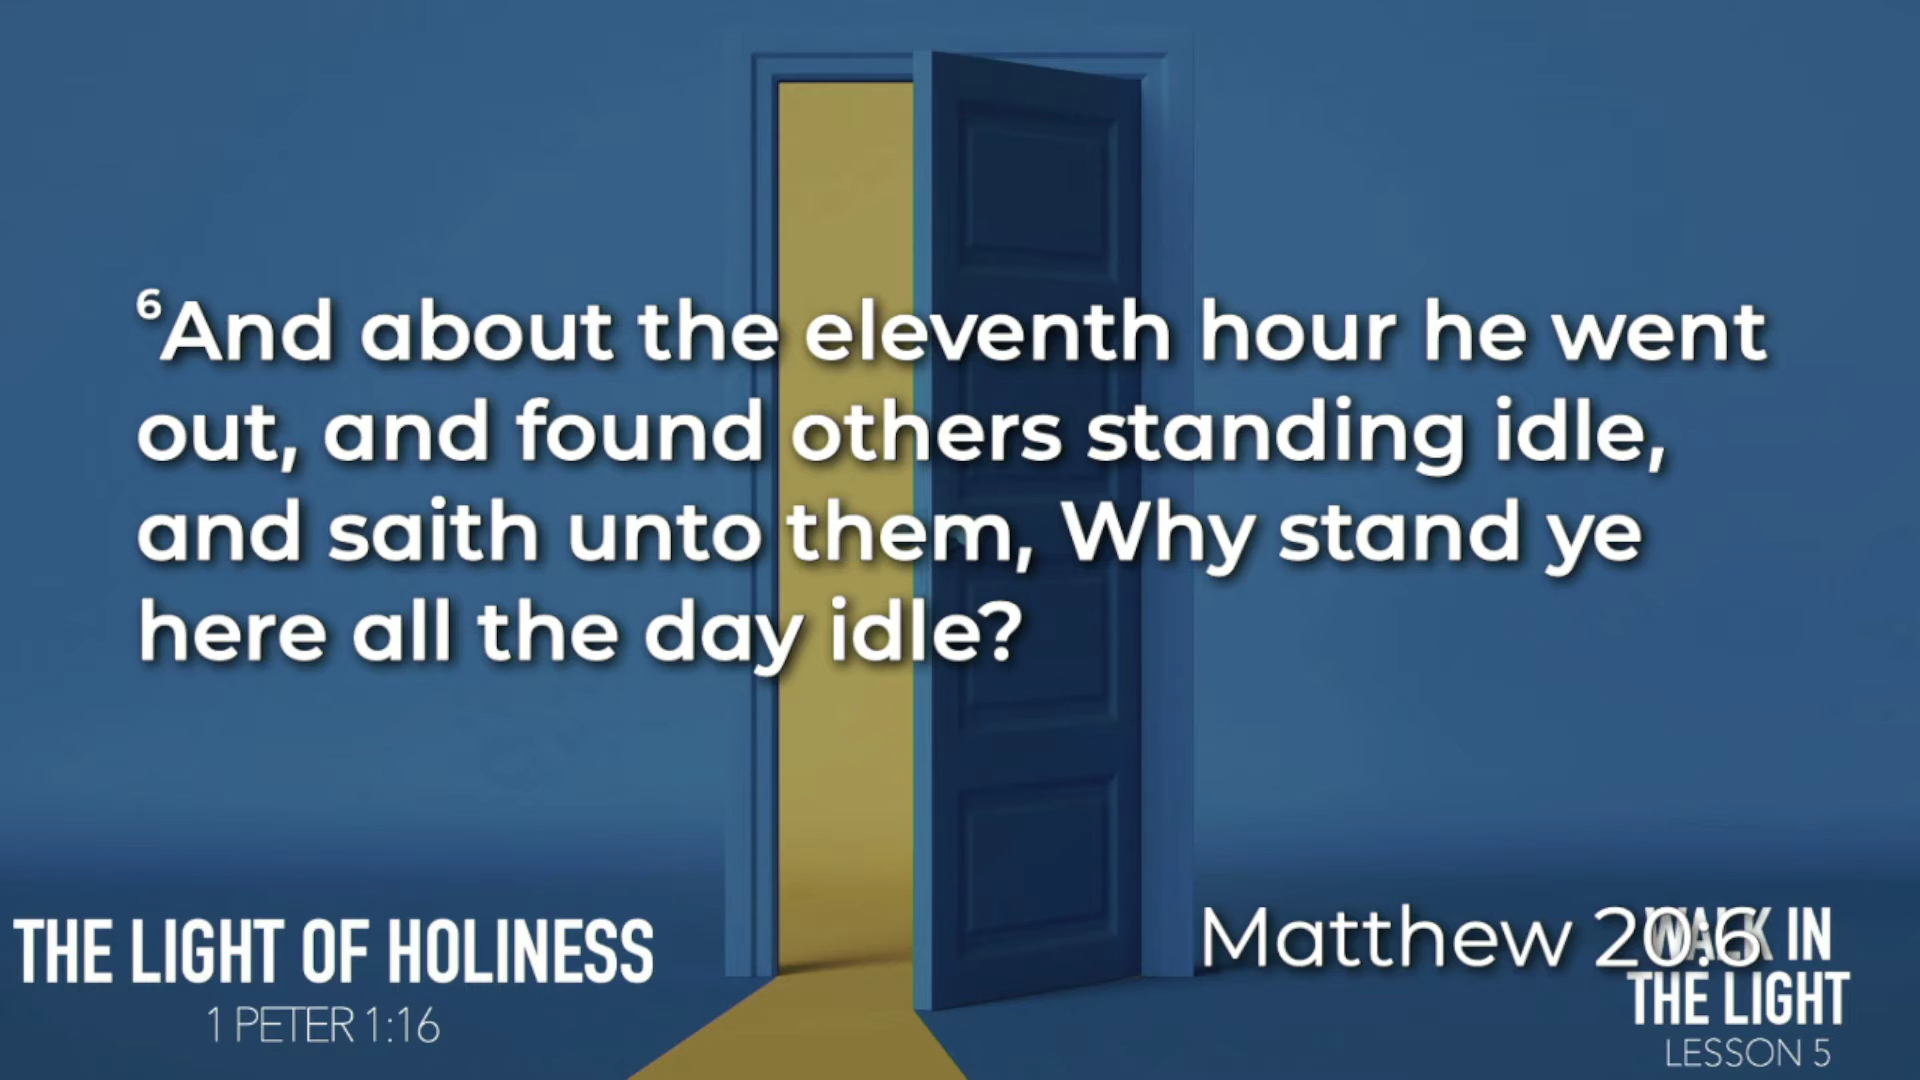 ⁶And about the eleventh hour he went
out, and found others standing idle,
and saith unto them, Why stand ye
here all the day idle?
THE LIGHT OF HOLINESS
1 PETER 1:16
Matthew 20:6
WALK IN
THE LIGHT
LESSON 5